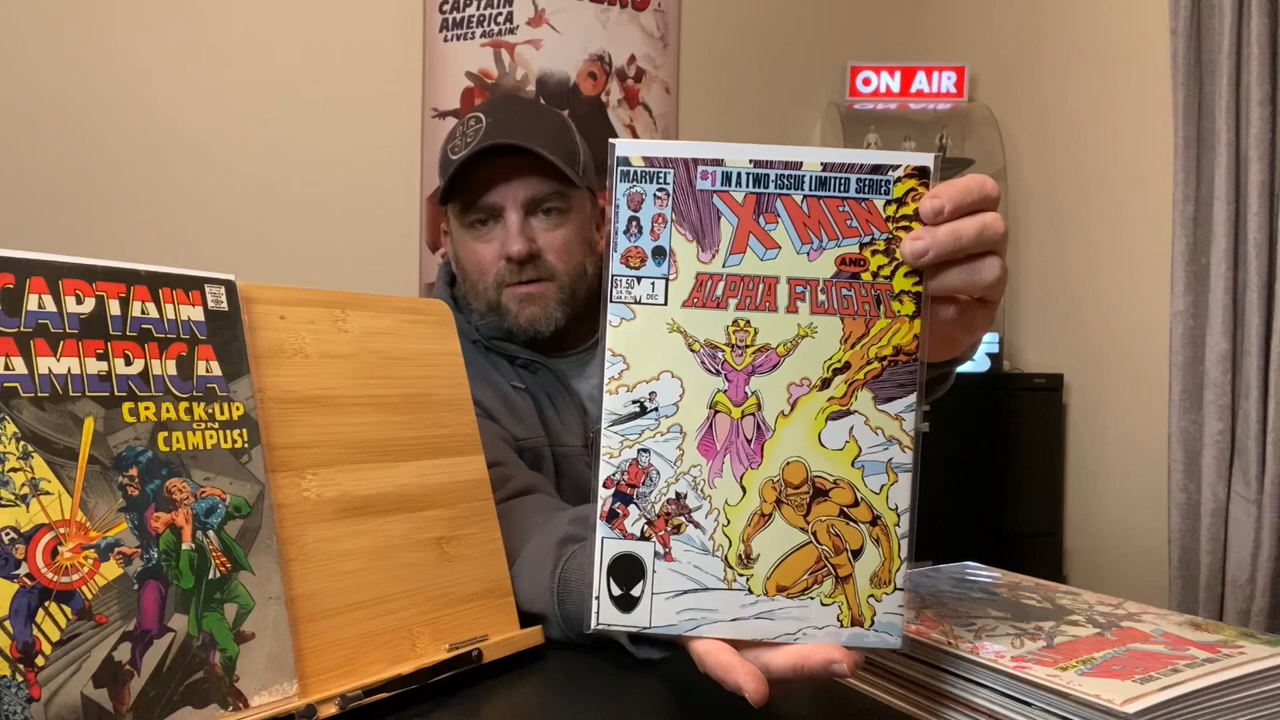 CAPTAIN
AMERICA
LIVES AGAIN!
ON AIR
MARVEL
#1 IN A TWO-ISSUE LIMITED SERIES
X-MEN
AND
ALPHA FLIGHT
$1.50
1
DEC
CAPTAIN
AMERICA
CRACK-UP
ON
CAMPUS!
X-MEN